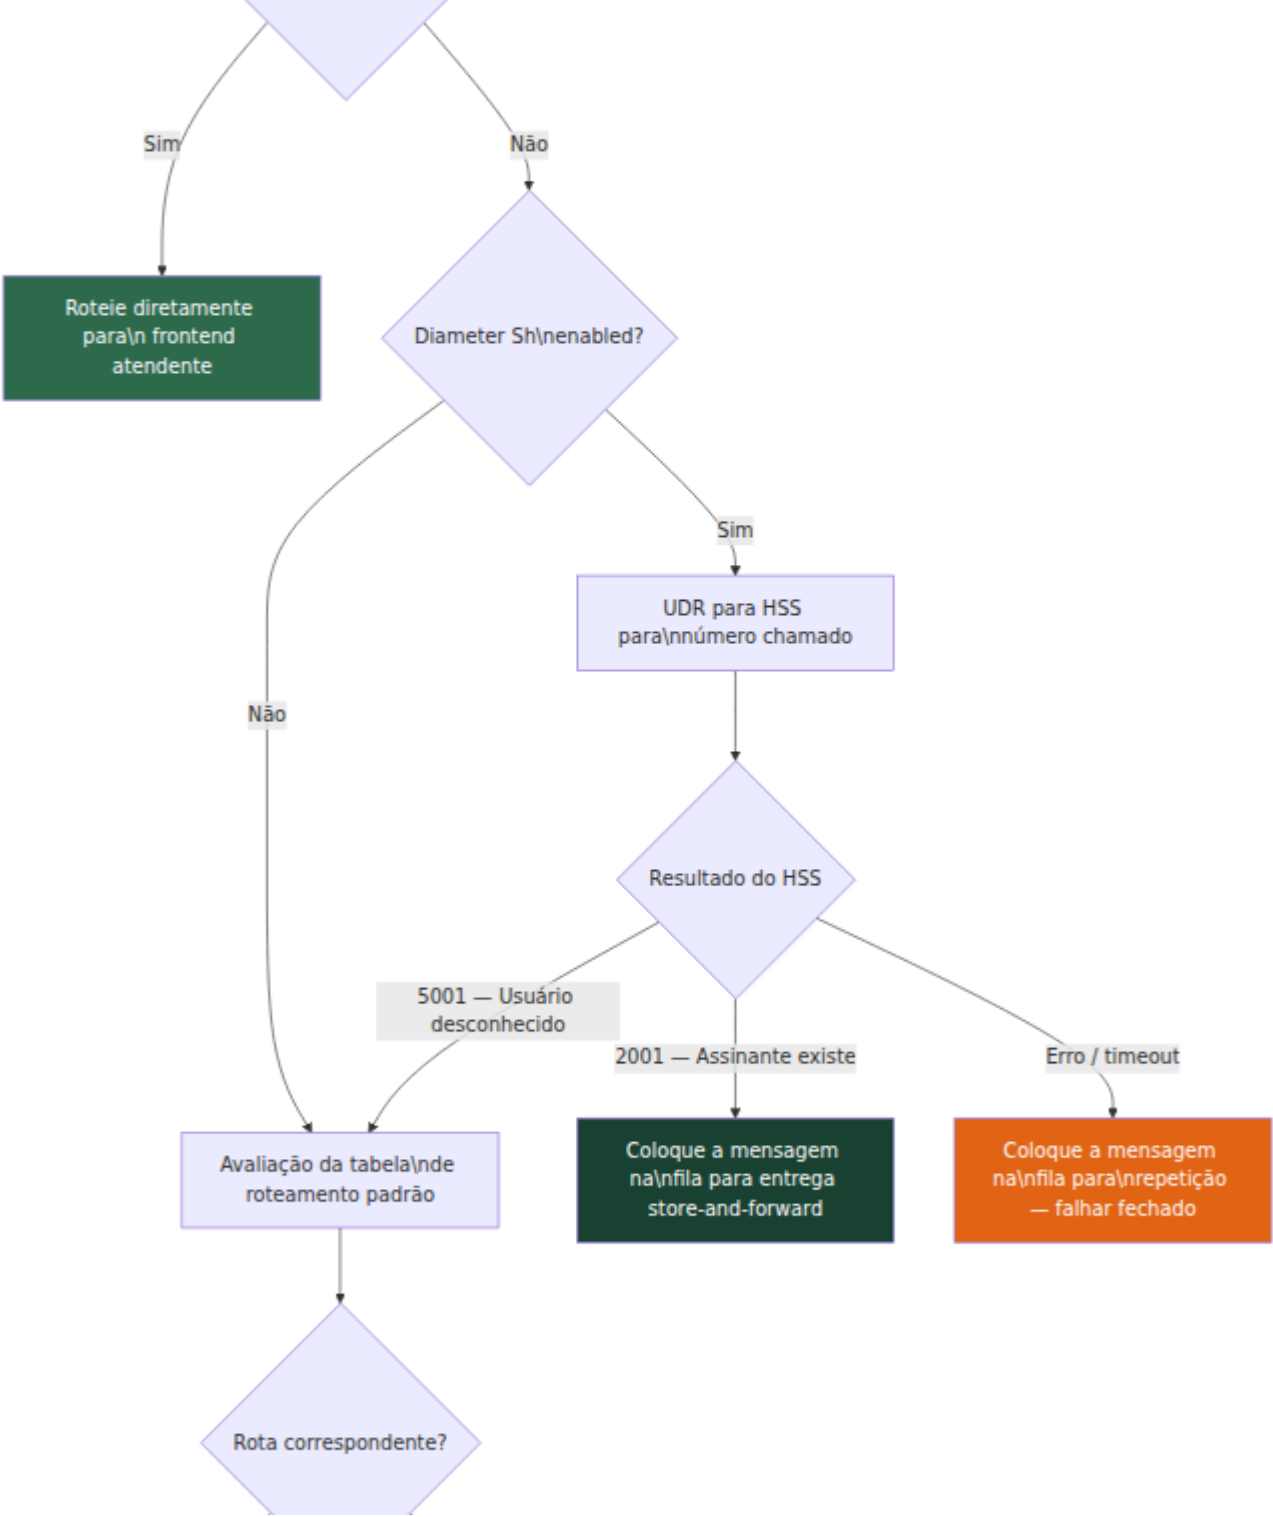 Sim
Não
Roteie diretamente
para\n frontend
atendente
Diameter Sh\nenabled?
Sim
UDR para HSS
para\nnúmero chamado
Não
Resultado do HSS
5001 — Usuário
desconhecido
2001 — Assinante existe
Erro / timeout
Avaliação da tabela\nde
roteamento padrão
Coloque a mensagem
na\nfila para entrega
store-and-forward
Coloque a mensagem
na\nfila para\nrepetição
— falhar fechado
Rota correspondente?